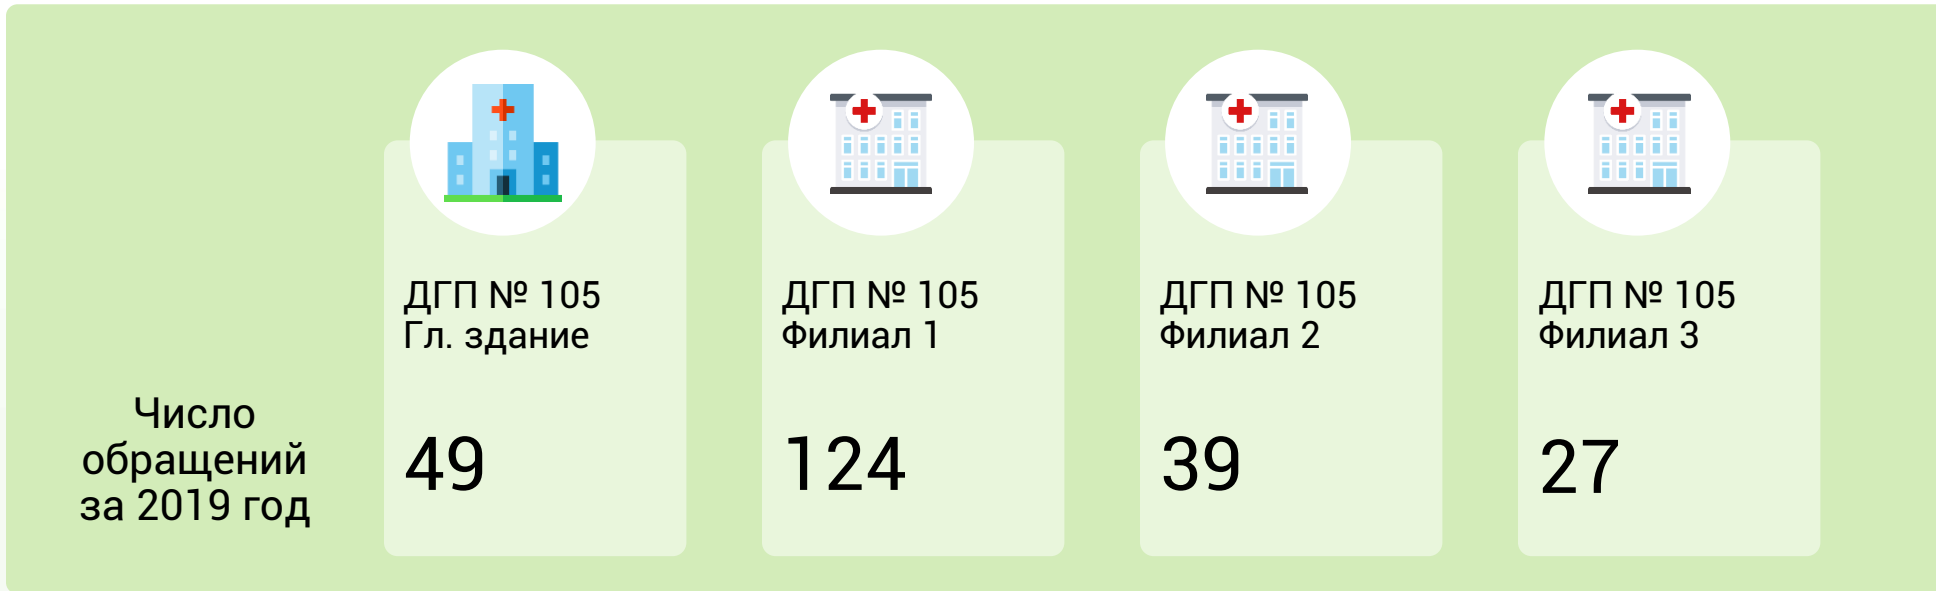 ДГП № 105
Гл. здание
ДГП № 105
Филиал 1
ДГП № 105
Филиал 2
ДГП № 105
Филиал 3
Число
обращений
за 2019 год
49
124
39
27